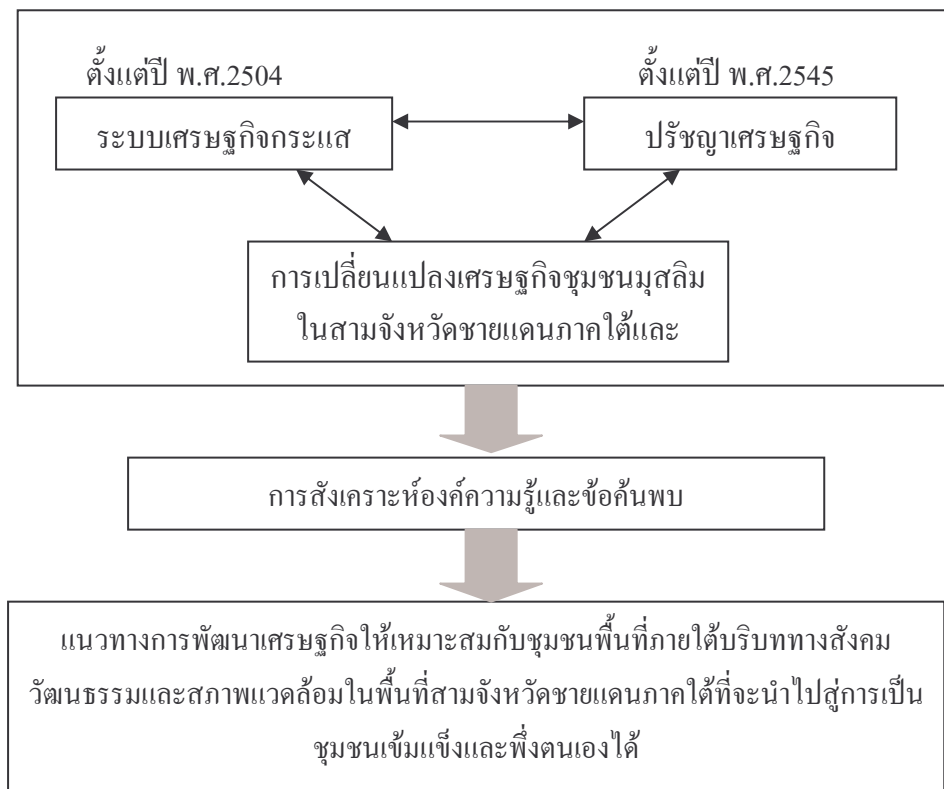 ตั้งแต่ปี พ.ศ.2504
ตั้งแต่ปี พ.ศ.2545
ระบบเศรษฐกิจกระแส
ปรัชญาเศรษฐกิจ
การเปลี่ยนแปลงเศรษฐกิจชุมชนมุสลิม
ในสามจังหวัดชายแดนภาคใต้และ
การสังเคราะห์องค์ความรู้และข้อค้นพบ
แนวทางการพัฒนาเศรษฐกิจให้เหมาะสมกับชุมชนพื้นที่ภายใต้บริบททางสังคม
วัฒนธรรมและสภาพแวดล้อมในพื้นที่สามจังหวัดชายแดนภาคใต้ที่จะนำไปสู่การเป็น
ชุมชนเข้มแข็งและพึ่งตนเองได้